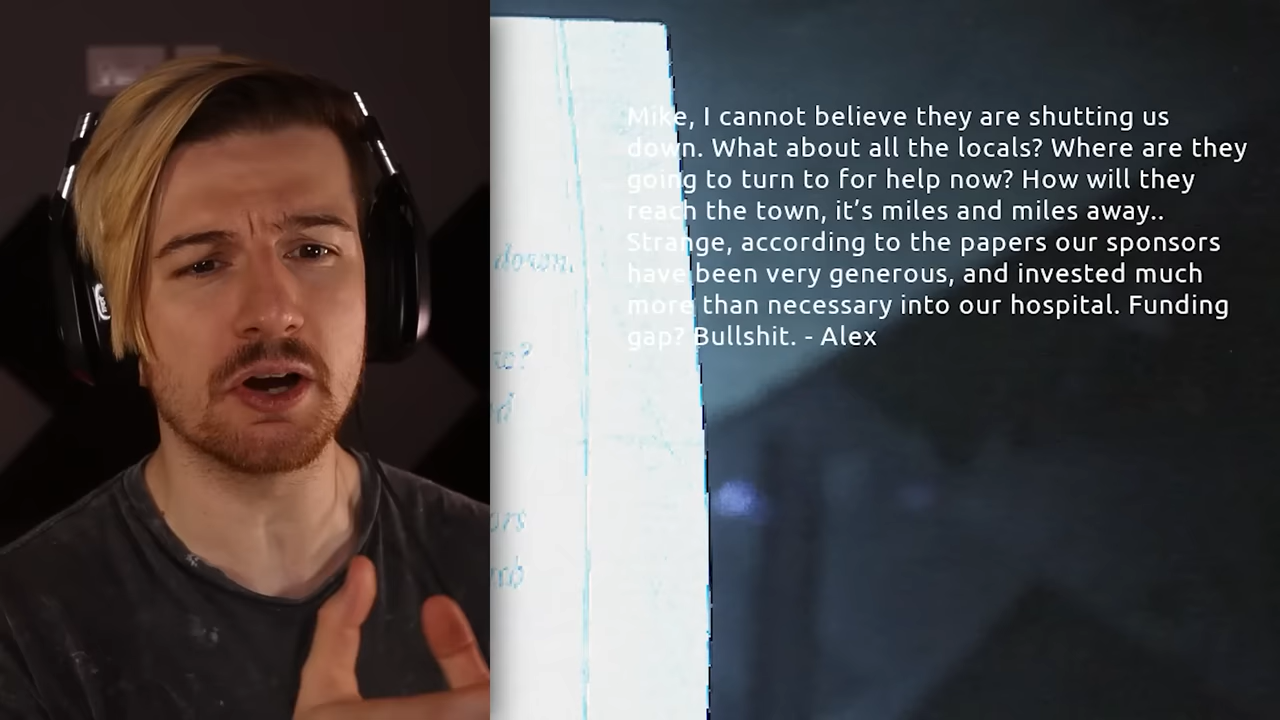 Mike, I cannot believe they are shutting us
down. What about all the locals? Where are they
going to turn to for help now? How will they
reach the town, it’s miles and miles away..
Strange, according to the papers our sponsors
have been very generous, and invested much
more than necessary into our hospital. Funding
gap? Bullshit. - Alex
down.